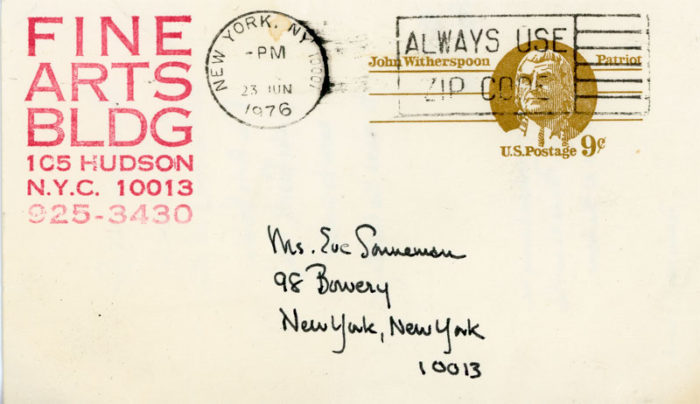 FINE
ARTS
BLDG
105 HUDSON
N.Y.C. 10013
925-3430
NEW YORK, NY 10001
-PM
23 JUN
1976
ALWAYS USE
ZIP CODE
John Witherspoon Patriot
U.S. Postage 9¢
Ms. Eve Sonneman
98 Bowery
New York, New York
10013